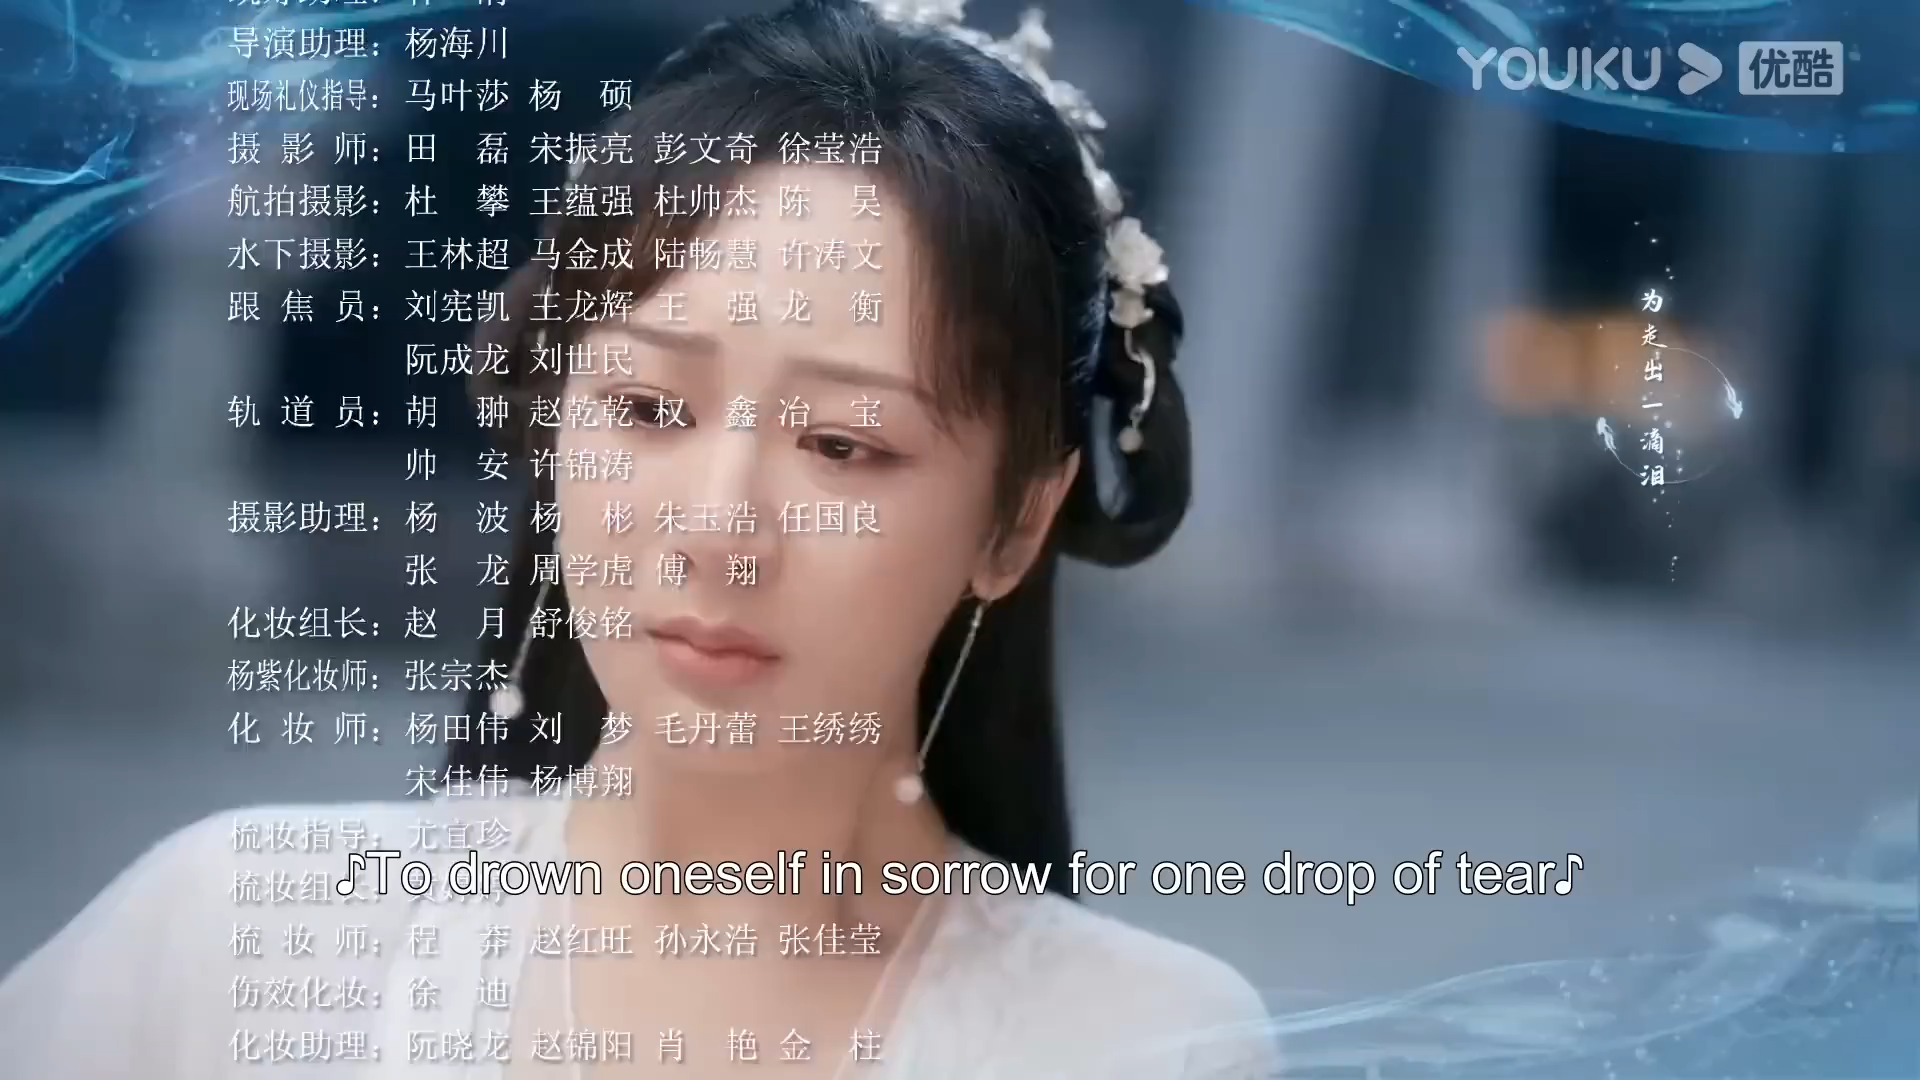 导演助理：杨海川
现场礼仪指导：马叶莎 杨 硕
摄影师：田 磊 宋振亮 彭文奇 徐莹浩
航拍摄影：杜 攀 王蕴强 杜帅杰 陈 昊
水下摄影：王林超 马金成 陆畅慧 许涛文
跟焦员：刘宪凯 王龙辉 王 强 龙 衡
阮成龙 刘世民
轨道员：胡 翀 赵乾乾 权 鑫 冶 宝
帅 安 许锦涛
摄影助理：杨 波 杨 彬 朱玉浩 任国良
张 龙 周学虎 傅 翔
化妆组长：赵 月 舒俊铭
杨紫化妆师：张宗杰
化妆师：杨田伟 刘 梦 毛丹蕾 王绣绣
宋佳伟 杨博翔
梳妆指导：尤宜珍
梳妆组长：
♪To drown oneself in sorrow for one drop of tear♪
梳妆师：程 莽 赵红旺 孙永浩 张佳莹
伤效化妆：徐 迪
化妆助理：阮晓龙 赵锦阳 肖 艳 金 柱
YOUKU 优酷
为走出一滴泪